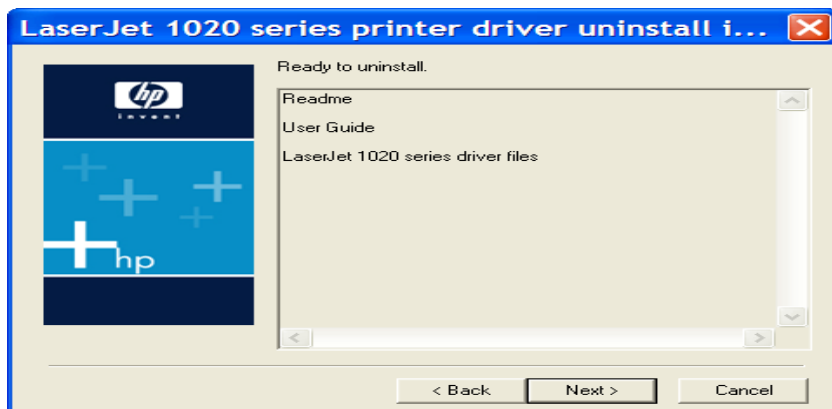 LaserJet 1020 series printer driver uninstall i...
Ready to uninstall.
hp
invent
Readme
User Guide
LaserJet 1020 series driver files
hp
< Back
Next >
Cancel